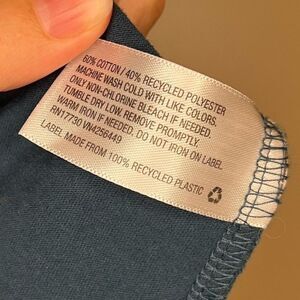 60% COTTON / 40% RECYCLED POLYESTER
MACHINE WASH COLD WITH LIKE COLORS.
ONLY NON-CHLORINE BLEACH IF NEEDED.
TUMBLE DRY LOW. REMOVE PROMPTLY.
WARM IRON IF NEEDED. DO NOT IRON ON LABEL.
RN17730 VN4256449
LABEL MADE FROM 100% RECYCLED PLASTIC